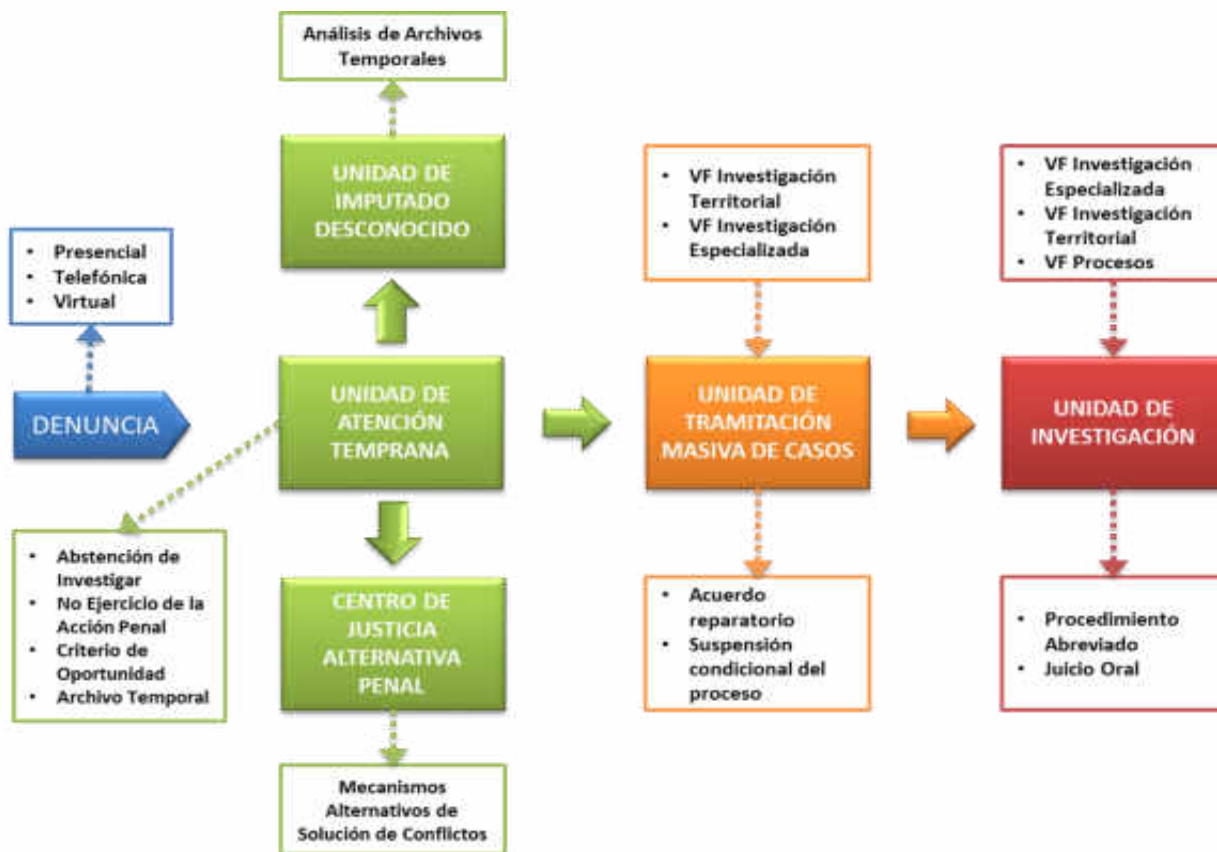 Análisis de Archivos
Temporales
UNIDAD DE
IMPUTADO
DESCONOCIDO
• Presencial
• Telefónica
• Virtual
DENUNCIA
UNIDAD DE
ATENCIÓN
TEMPRANA
• Abstención de
Investigar
• No Ejercicio de la
Acción Penal
• Criterio de
Oportunidad
• Archivo Temporal
CENTRO DE
JUSTICIA
ALTERNATIVA
PENAL
Mecanismos
Alternativos de
Solución de Conflictos
• VF Investigación
Territorial
• VF Investigación
Especializada
UNIDAD DE
TRAMITACIÓN
MASIVA DE CASOS
• Acuerdo
reparatorio
• Suspensión
condicional del
proceso
• VF Investigación
Especializada
• VF Investigación
Territorial
• VF Procesos
UNIDAD DE
INVESTIGACIÓN
• Procedimiento
Abreviado
• Juicio Oral